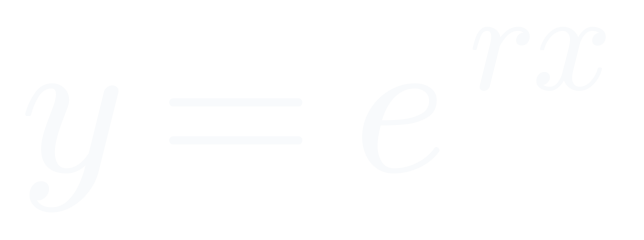 y = e^{rx}